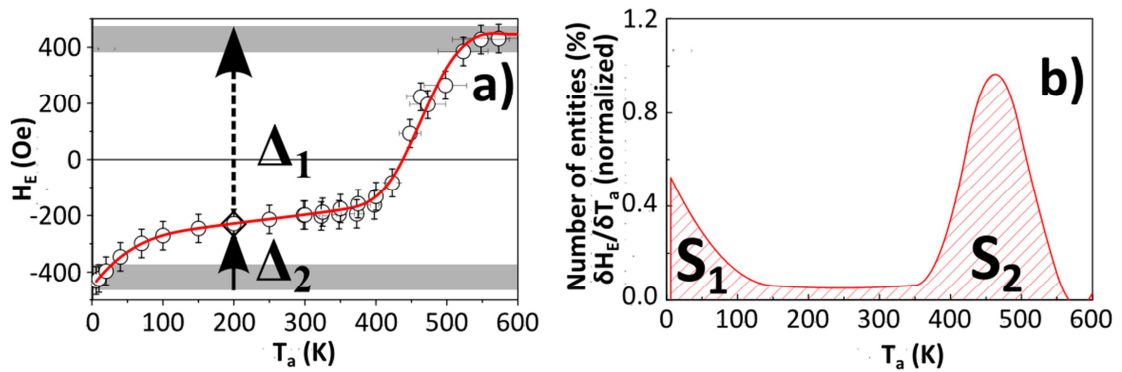 a)
400
200
0
-200
-400
H_E (Oe)
Δ₁
Δ₂
0 100 200 300 400 500 600
T_a (K)
b)
1.2
0.8
0.4
0.0
Number of entities (%)
δH_E/δT_a (normalized)
S₁
S₂
0 100 200 300 400 500 600
T_a (K)